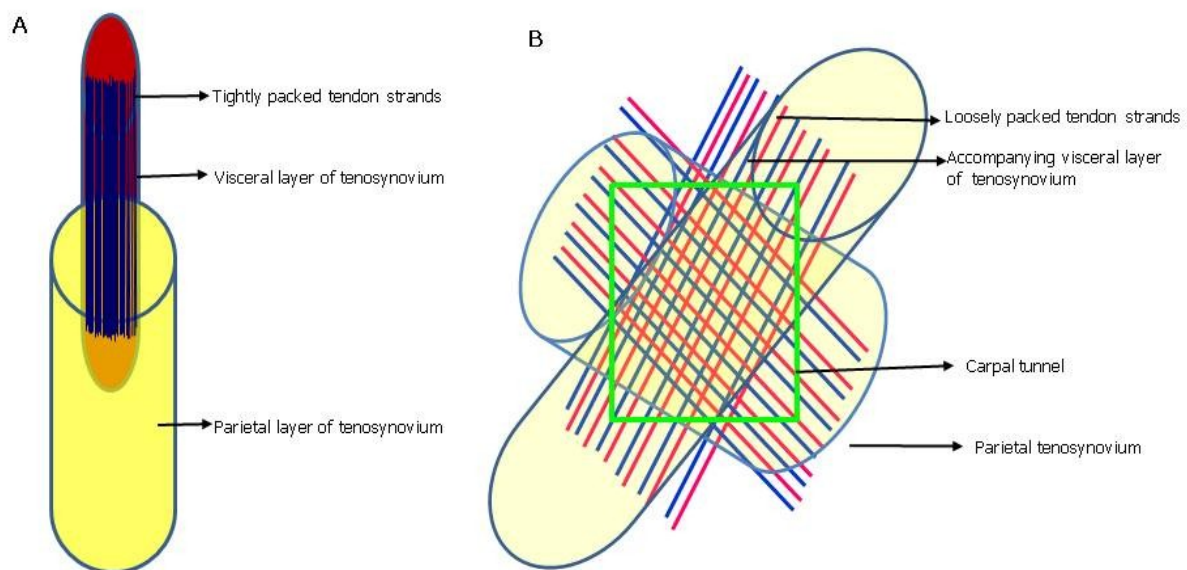 A
Tightly packed tendon strands
Visceral layer of tenosynovium
Parietal layer of tenosynovium
B
Loosely packed tendon strands
Accompanying visceral layer
of tenosynovium
Carpal tunnel
Parietal tenosynovium